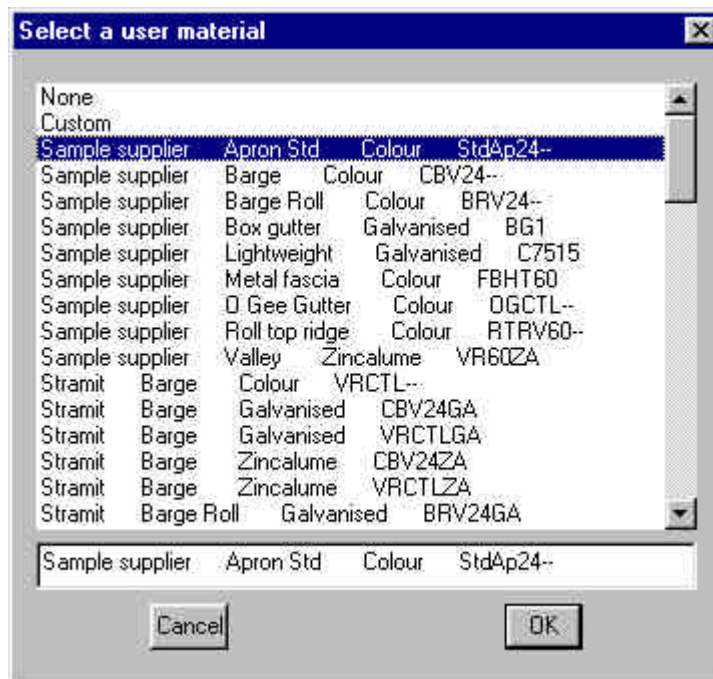 Select a user material
None
Custom
Sample supplier Apron Std Colour StdAp24--
Sample supplier Barge Colour CBV24--
Sample supplier Barge Roll Colour BRV24--
Sample supplier Box gutter Galvanised BG1
Sample supplier Lightweight Galvanised C7515
Sample supplier Metal fascia Colour FBHT60
Sample supplier O Gee Gutter Colour OGCTL--
Sample supplier Roll top ridge Colour RTRV60--
Sample supplier Valley Zincalume VR60ZA
Stramit Barge Colour VRCTL--
Stramit Barge Galvanised CBV24GA
Stramit Barge Galvanised VRCTLGA
Stramit Barge Zincalume CBV24ZA
Stramit Barge Zincalume VRCTLZA
Stramit Barge Roll Galvanised BRV24GA
Sample supplier Apron Std Colour StdAp24--
Cancel OK